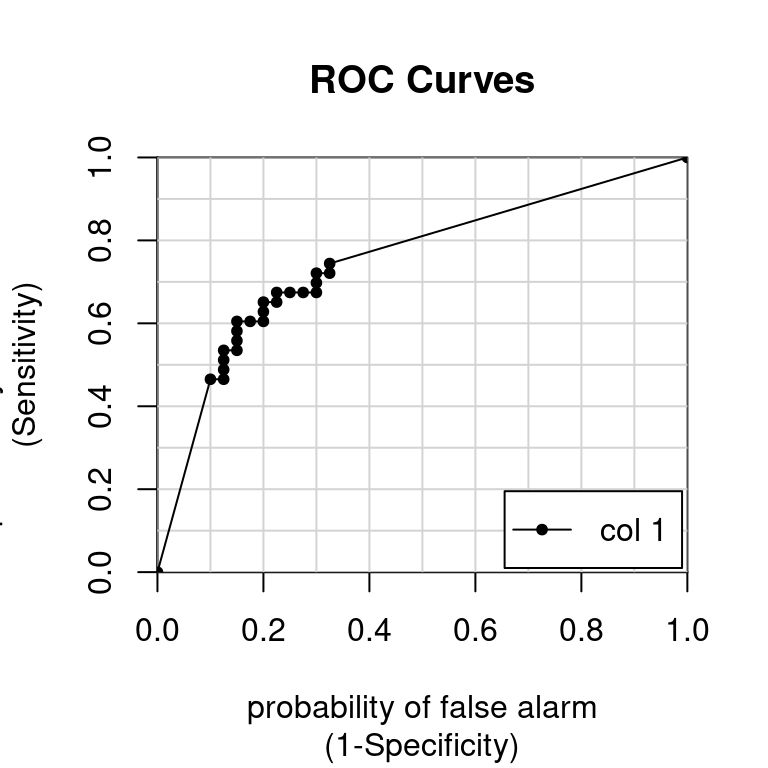 ROC Curves
(Sensitivity)
1.0
0.8
0.6
0.4
0.2
0.0
col 1
0.0 0.2 0.4 0.6 0.8 1.0
probability of false alarm
(1-Specificity)